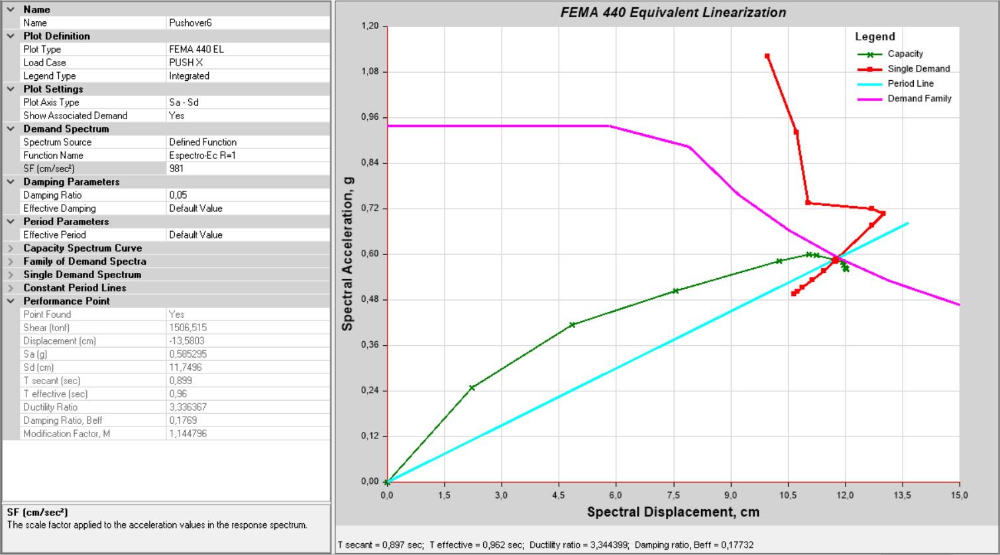 Name
Name Pushover6
Plot Definition
Plot Type FEMA 440 EL
Load Case PUSH X
Legend Type Integrated
Plot Settings
Plot Axis Type Sa - Sd
Show Associated Demand Yes
Demand Spectrum
Spectrum Source Defined Function
Function Name Espectro-Ec R=1
SF (cm/sec²) 981
Damping Parameters
Damping Ratio 0,05
Effective Damping Default Value
Period Parameters
Effective Period Default Value
Capacity Spectrum Curve
Family of Demand Spectra
Single Demand Spectrum
Constant Period Lines
Performance Point
Point Found Yes
Shear (tonf) 1506,515
Displacement (cm) -13,5803
Sa (g) 0,585295
Sd (cm) 11,7496
T secant (sec) 0,899
T effective (sec) 0,96
Ductility Ratio 3,336367
Damping Ratio, Beff 0,1769
Modification Factor, M 1,144796
SF (cm/sec²)
The scale factor applied to the acceleration values in the response spectrum.
FEMA 440 Equivalent Linearization
Legend
Capacity
Single Demand
Period Line
Demand Family
Spectral Acceleration, g
1,20
1,08
0,96
0,84
0,72
0,60
0,48
0,36
0,24
0,12
0,00
0,0 1,5 3,0 4,5 6,0 7,5 9,0 10,5 12,0 13,5 15,0
Spectral Displacement, cm
T secant = 0,897 sec; T effective = 0,962 sec; Ductility ratio = 3,344399; Damping ratio, Beff = 0,17732